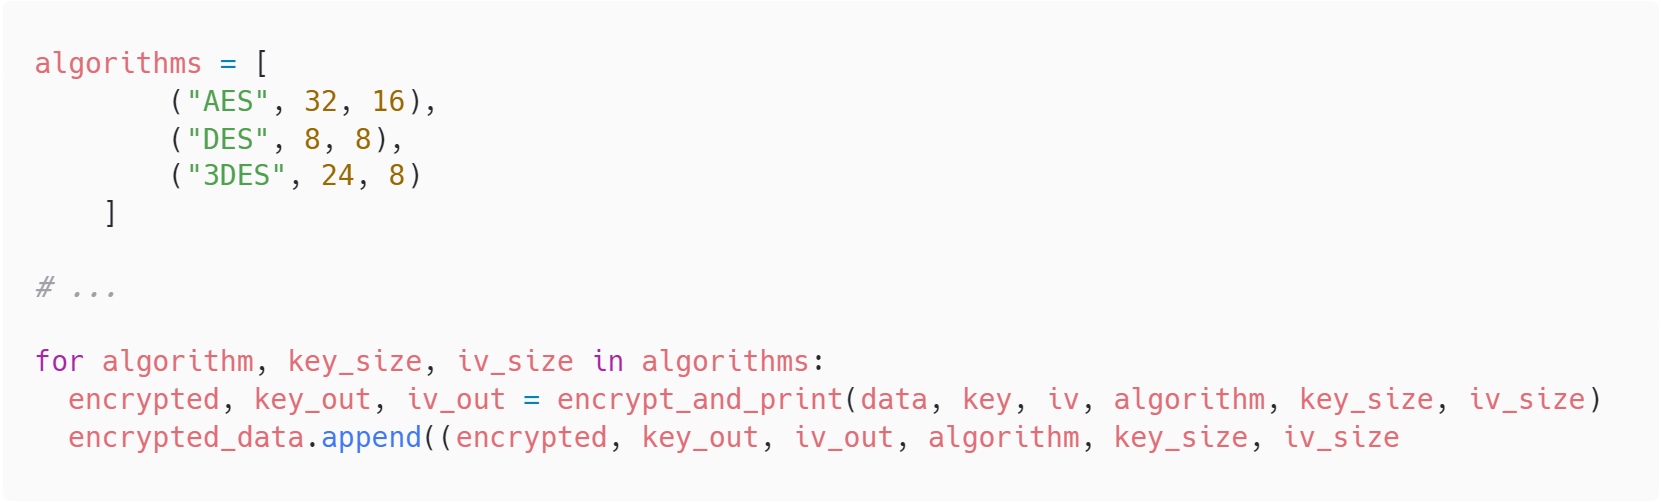 algorithms = [
        ("AES", 32, 16),
        ("DES", 8, 8),
        ("3DES", 24, 8)
    ]

# ...

for algorithm, key_size, iv_size in algorithms:
  encrypted, key_out, iv_out = encrypt_and_print(data, key, iv, algorithm, key_size, iv_size)
  encrypted_data.append((encrypted, key_out, iv_out, algorithm, key_size, iv_size